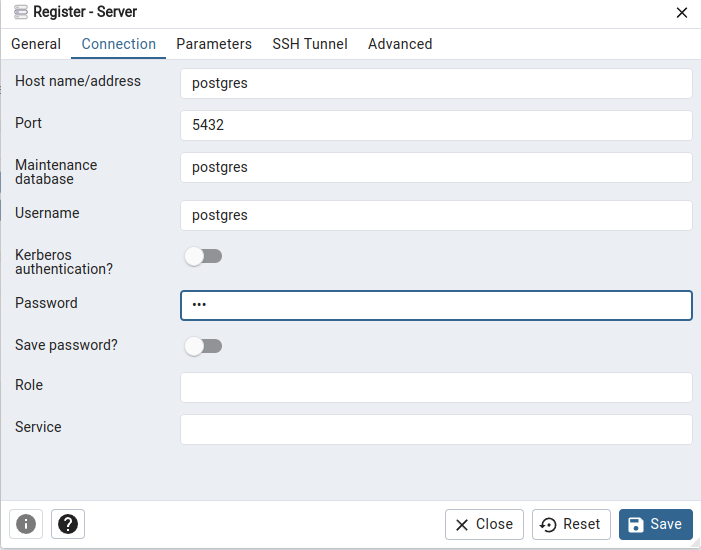 Register - Server
General Connection Parameters SSH Tunnel Advanced
Host name/address postgres
Port 5432
Maintenance
database postgres
Username postgres
Kerberos
authentication?
Password •••
Save password?
Role
Service
Close Reset Save